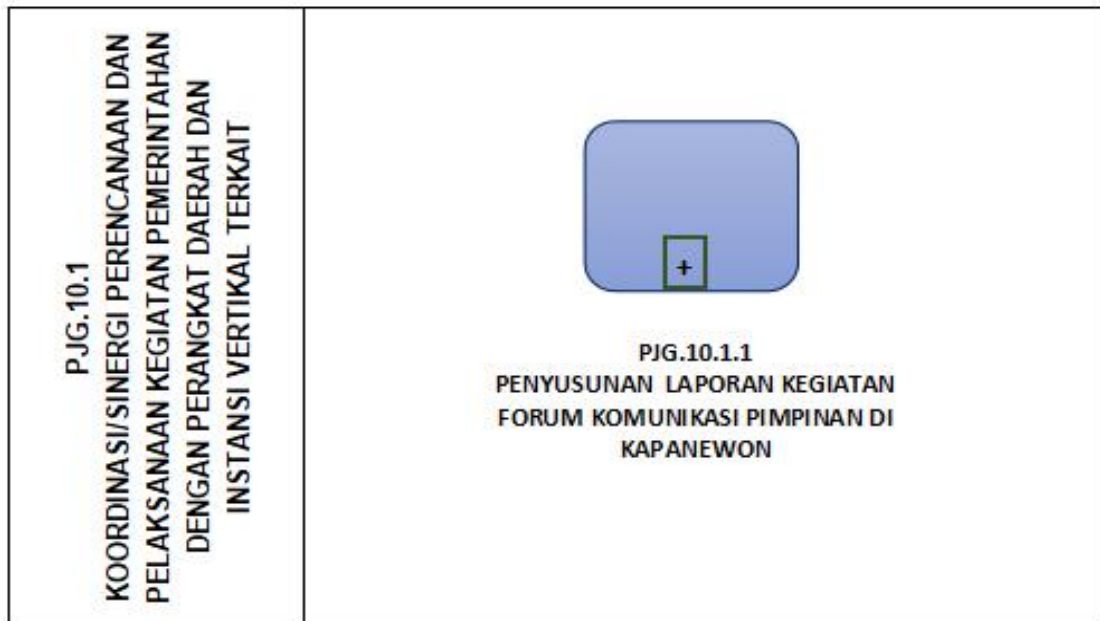 PJG.10.1
KOORDINASI/SINERGI PERENCANAAN DAN
PELAKSANAAN KEGIATAN PEMERINTAHAN
DENGAN PERANGKAT DAERAH DAN
INSTANSI VERTIKAL TERKAIT
+
PJG.10.1.1
PENYUSUNAN LAPORAN KEGIATAN
FORUM KOMUNIKASI PIMPINAN DI
KAPANEWON